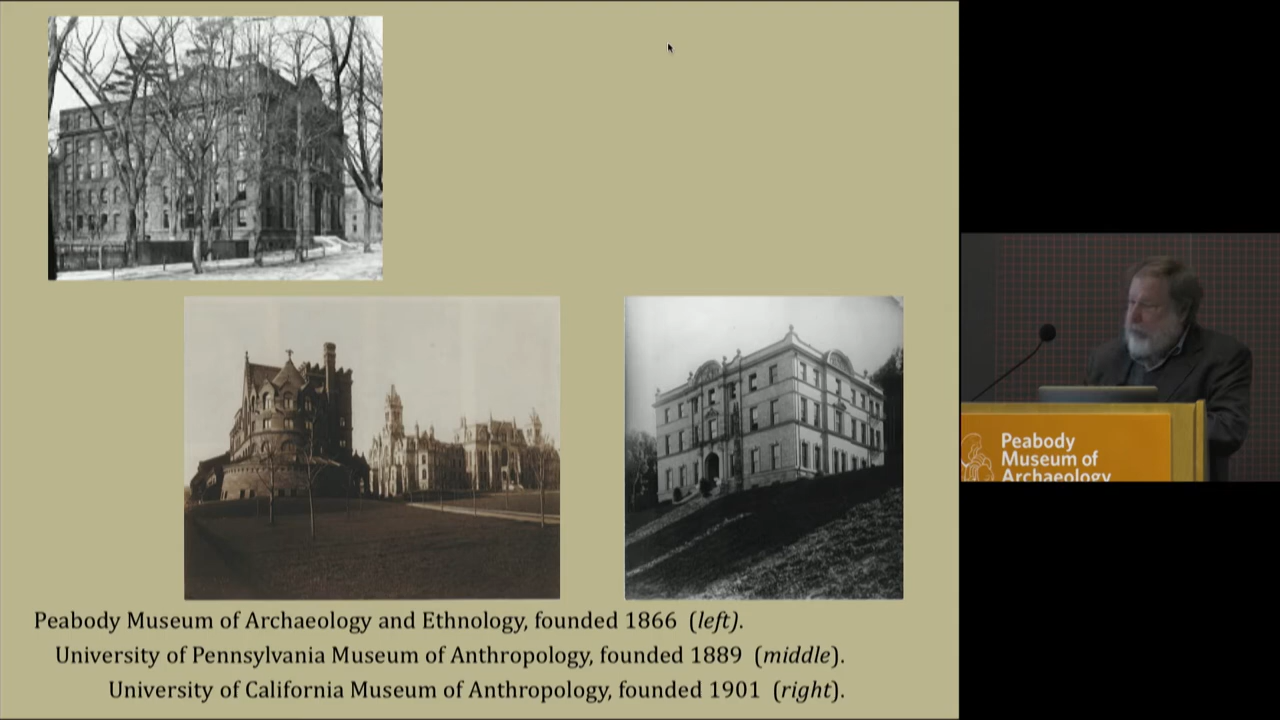 Peabody Museum of Archaeology and Ethnology, founded 1866 (left).
University of Pennsylvania Museum of Anthropology, founded 1889 (middle).
University of California Museum of Anthropology, founded 1901 (right).
Peabody
Museum of
Archaeology